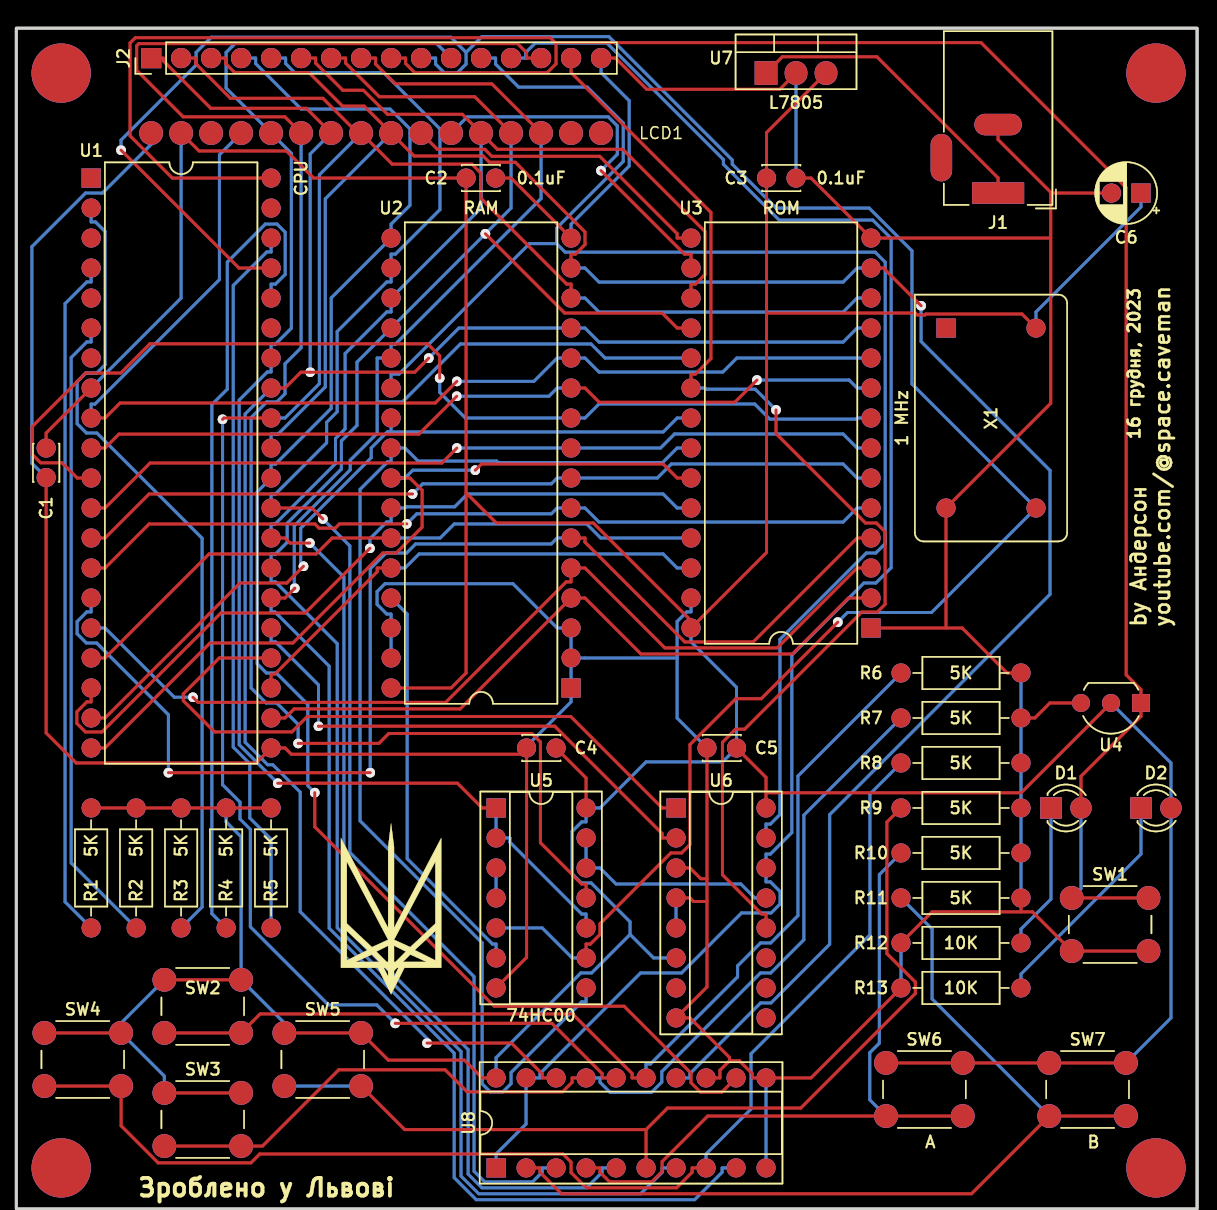 J2
U7
L7805
LCD1
U1
CPU
C2
0.1uF
C3
0.1uF
U2
RAM
U3
ROM
J1
+
C6
16 грудня, 2023
by Андерсон
youtube.com/@space.caveman
1 MHz
X1
C1
R6
5K
R7
5K
U4
C4
C5
R8
5K
D1
D2
U5
U6
R9
5K
R1 5K
R2 5K
R3 5K
R4 5K
R5 5K
R10
5K
SW1
R11
5K
R12
10K
SW2
R13
10K
SW4
SW5
74HC00
SW6
SW7
SW3
U8
A
B
Зроблено у Львові